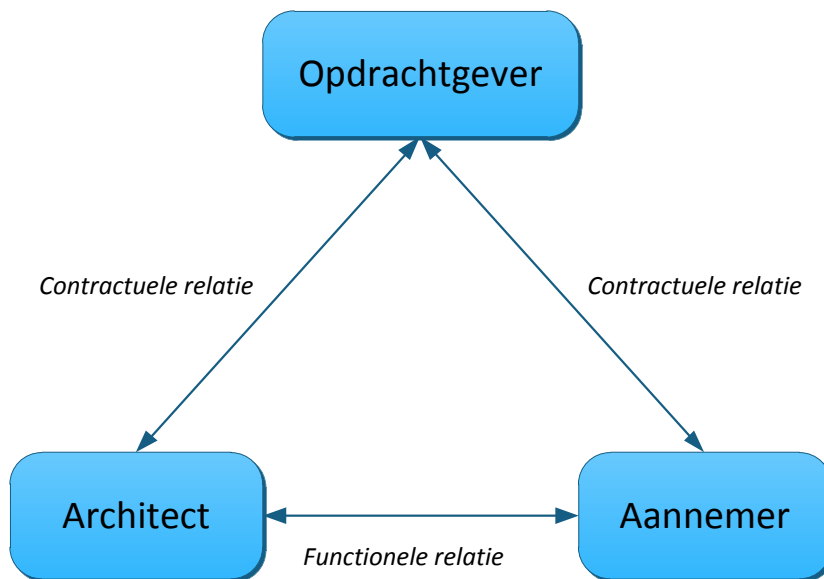 Opdrachtgever
Contractuele relatie
Contractuele relatie
Architect
Aannemer
Functionele relatie